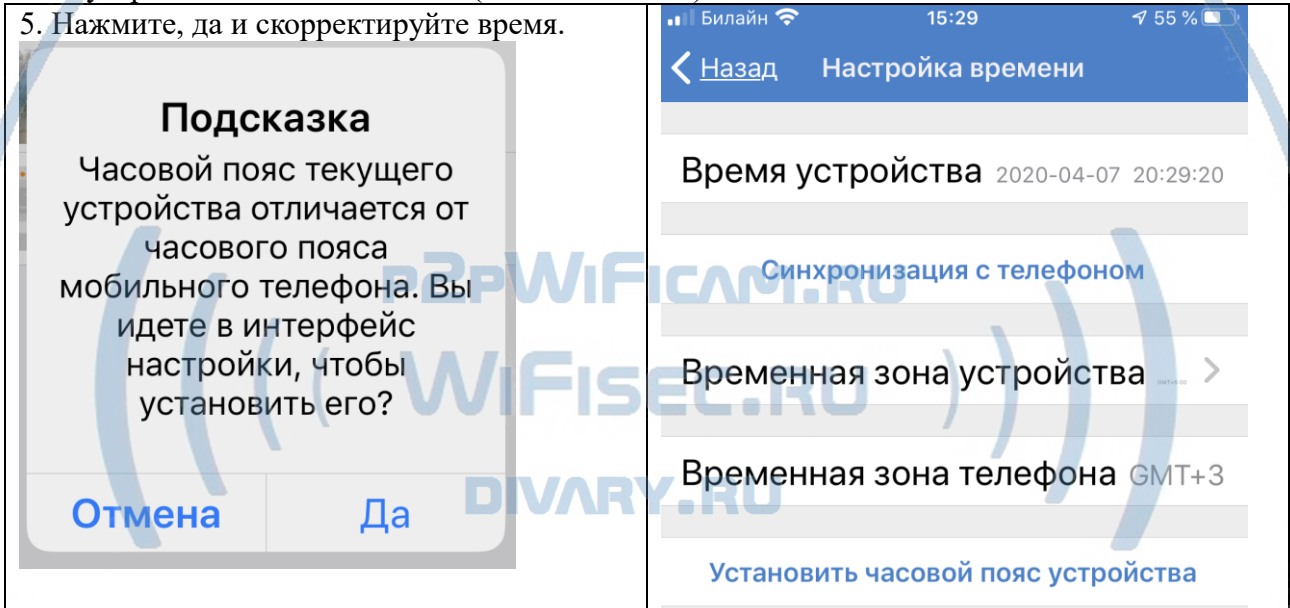 5. Нажмите, да и скорректируйте время.
Подсказка
Часовой пояс текущего
устройства отличается от
часового пояса
мобильного телефона. Вы
идете в интерфейс
настройки, чтобы
установить его?
Отмена Да
Билайн 15:29 55 %
Назад Настройка времени
Время устройства 2020-04-07 20:29:20
Синхронизация с телефоном
Временная зона устройства
Временная зона телефона GMT+3
Установить часовой пояс устройства
P2PWIFICAM.RU
WIFISEC.RU
DIVARY.RU